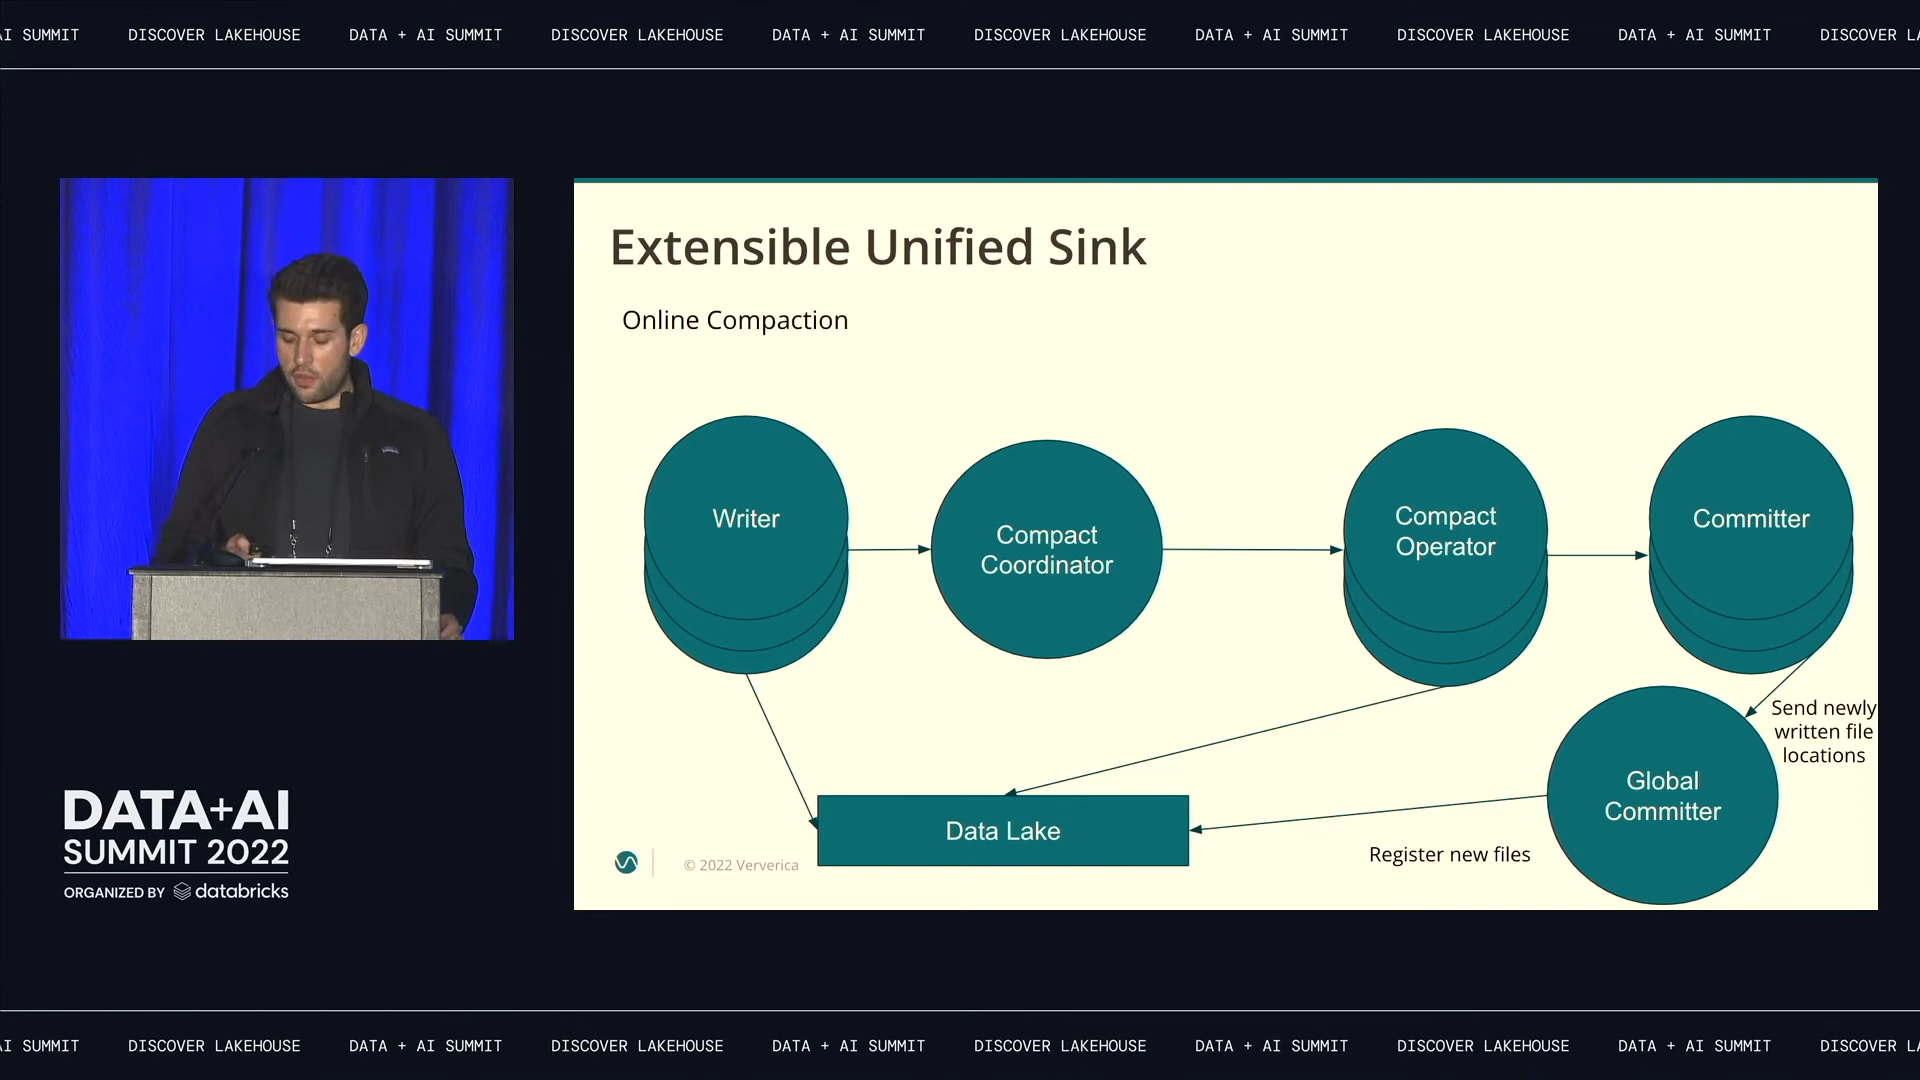 AI SUMMIT DISCOVER LAKEHOUSE DATA + AI SUMMIT DISCOVER LAKEHOUSE DATA + AI SUMMIT DISCOVER LAKEHOUSE DATA + AI SUMMIT DISCOVER LAKEHOUSE DATA + AI SUMMIT DISCOVER LA
Extensible Unified Sink
Online Compaction
Writer
Compact
Coordinator
Compact
Operator
Committer
Send newly
written file
locations
Global
Committer
Data Lake
Register new files
© 2022 Ververica
DATA+AI
SUMMIT 2022
ORGANIZED BY databricks
AI SUMMIT DISCOVER LAKEHOUSE DATA + AI SUMMIT DISCOVER LAKEHOUSE DATA + AI SUMMIT DISCOVER LAKEHOUSE DATA + AI SUMMIT DISCOVER LAKEHOUSE DATA + AI SUMMIT DISCOVER LA